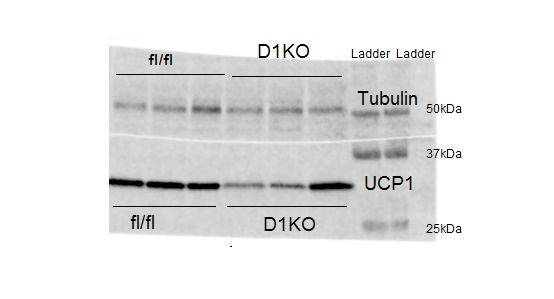 fl/fl
D1KO
Ladder Ladder
Tubulin
50kDa
37kDa
UCP1
fl/fl
D1KO
25kDa